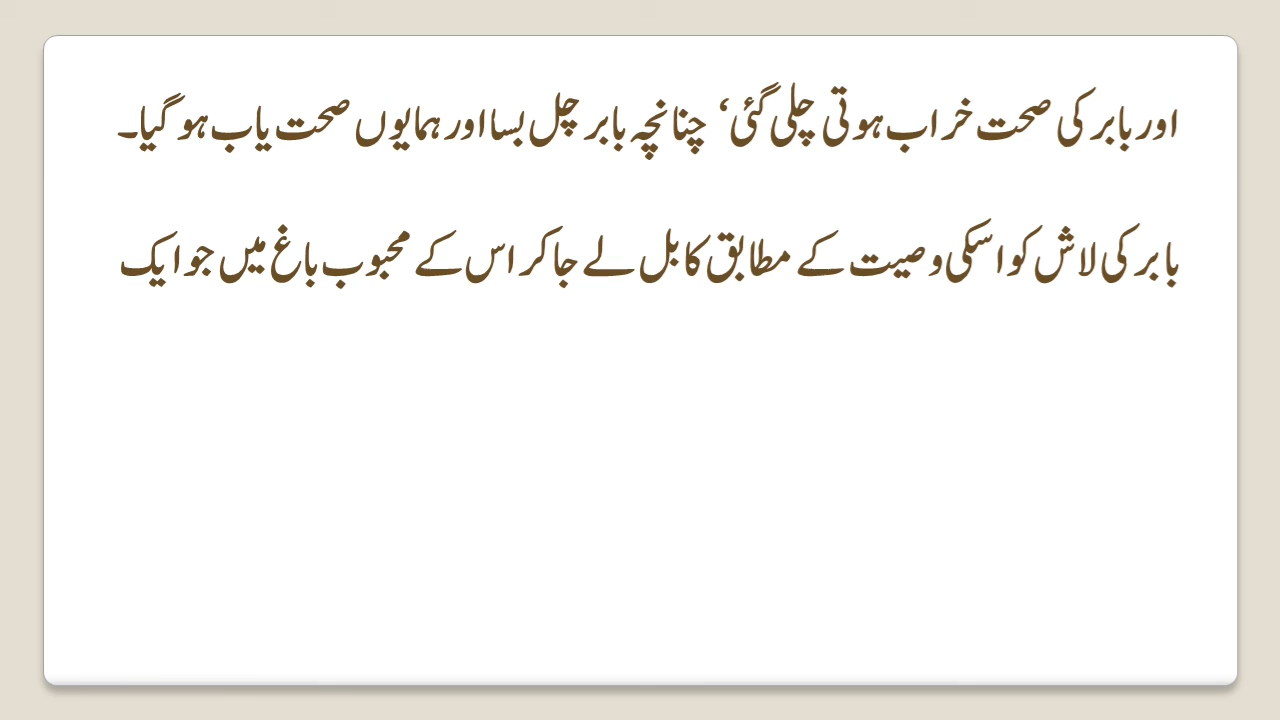 اور بابر کی صحت خراب ہوتی چلی گئی‘ چنانچہ بابر چل بسا اور ہمایوں صحت یاب ہو گیا۔
بابر کی لاش کو اسکی وصیت کے مطابق کابل لے جا کر اس کے محبوب باغ میں جو ایک